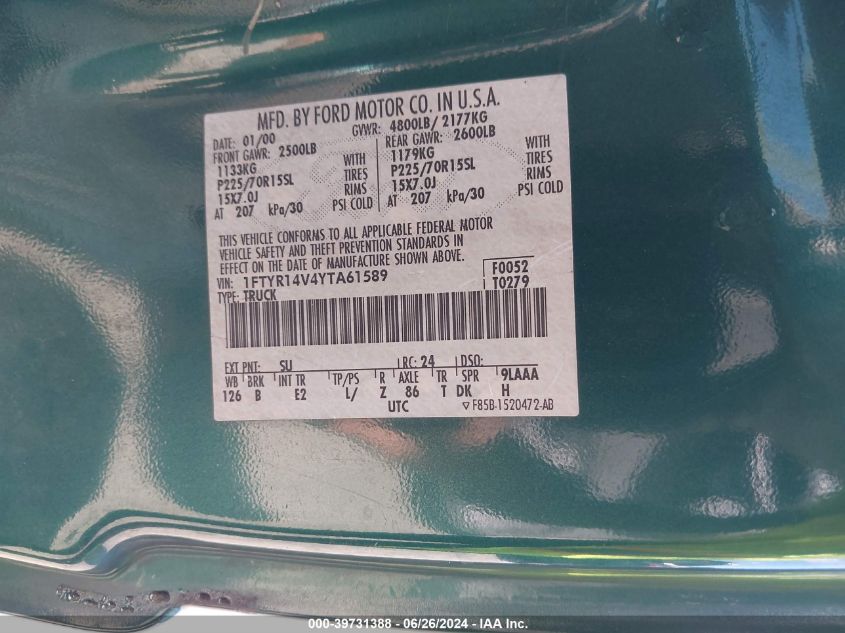 MFD. BY FORD MOTOR CO. IN U.S.A.
DATE: 01/00 GVWR: 4800LB/ 2177KG
FRONT GAWR: 2500LB REAR GAWR: 2600LB
1133KG WITH 1179KG WITH
P225/70R15SL TIRES P225/70R15SL TIRES
15X7.0J RIMS 15X7.0J RIMS
AT 207 kPa/30 PSI COLD AT 207 kPa/30 PSI COLD
THIS VEHICLE CONFORMS TO ALL APPLICABLE FEDERAL MOTOR
VEHICLE SAFETY AND THEFT PREVENTION STANDARDS IN
EFFECT ON THE DATE OF MANUFACTURE SHOWN ABOVE.
VIN: 1FTYR14V4YTA61589 F0052
TYPE: TRUCK T0279
EXT PNT: SU RC: 24 DSO:
WB BRK INT TR TP/PS R AXLE TR SPR 9LAAA
126 B E2 L/ Z 86 T DK H
UTC ▽F85B-1520472-AB
000-39731388 / 06/26/2024 / IAA Inc.